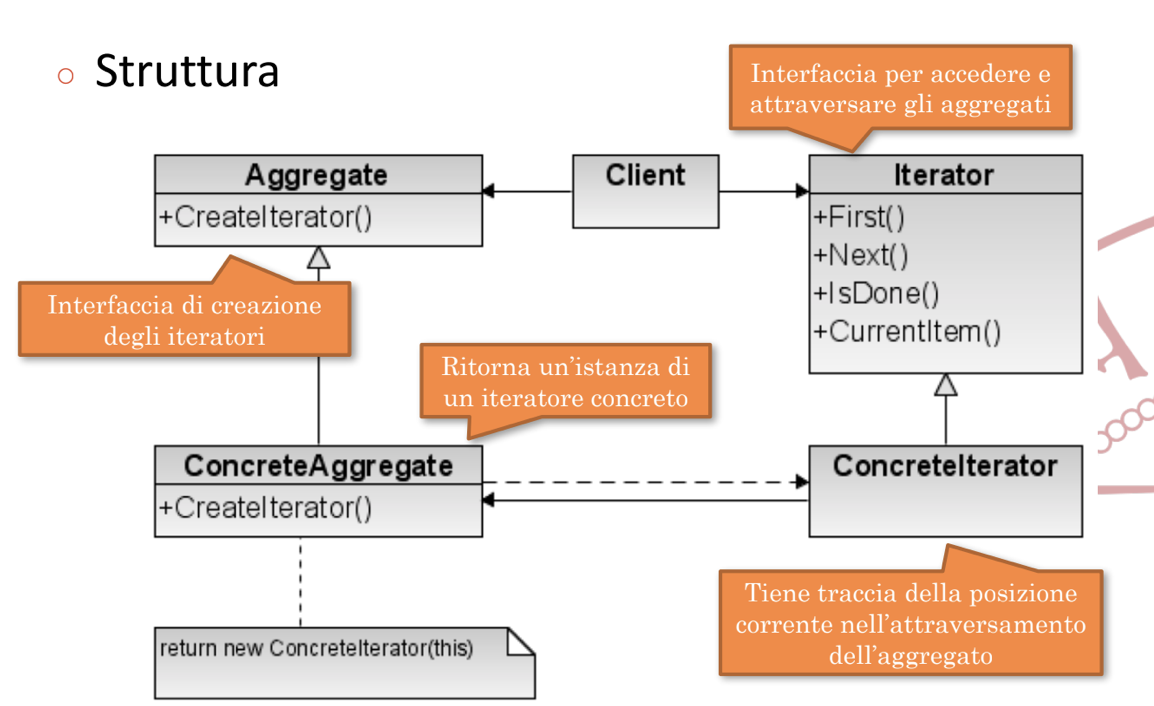 Struttura
Interfaccia per accedere e
attraversare gli aggregati
Aggregate
+CreateIterator()
Client
Iterator
+First()
+Next()
+IsDone()
+CurrentItem()
Interfaccia di creazione
degli iteratori
Ritorna un’istanza di
un iteratore concreto
ConcreteAggregate
+CreateIterator()
ConcreteIterator
Tiene traccia della posizione
corrente nell’attraversamento
dell’aggregato
return new ConcreteIterator(this)